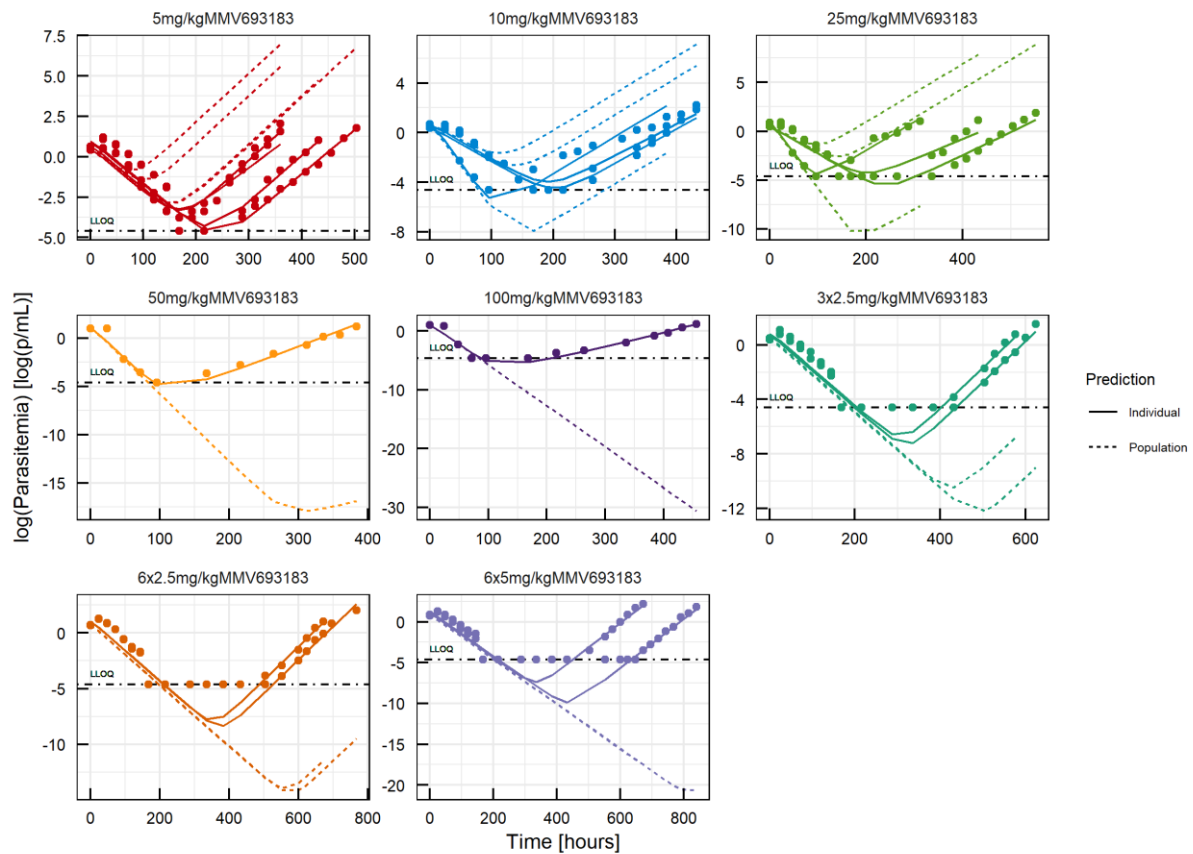 5mg/kgMMV693183
10mg/kgMMV693183
25mg/kgMMV693183
7.5
5.0
2.5
0.0
-2.5
-5.0
LLOQ
0 100 200 300 400 500
4
0
-4
-8
LLOQ
0 100 200 300 400
5
0
-5
-10
LLOQ
0 200 400
50mg/kgMMV693183
100mg/kgMMV693183
3x2.5mg/kgMMV693183
log(Parasitemia) [log(p/mL)]
0
-5
-10
-15
LLOQ
0 100 200 300 400
0
-10
-20
-30
LLOQ
0 100 200 300 400
0
-4
-8
-12
LLOQ
0 200 400 600
Prediction
Individual
Population
6x2.5mg/kgMMV693183
6x5mg/kgMMV693183
0
-5
-10
LLOQ
0 200 400 600 800
0
-5
-10
-15
-20
LLOQ
0 200 400 600 800
Time [hours]